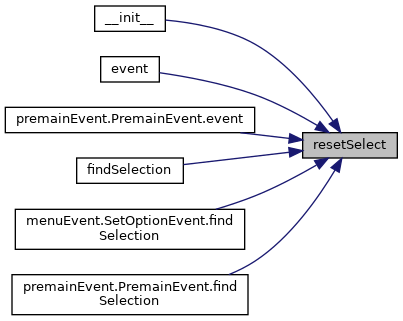 __init__
event
premainEvent.PremainEvent.event
resetSelect
findSelection
menuEvent.SetOptionEvent.find
Selection
premainEvent.PremainEvent.find
Selection